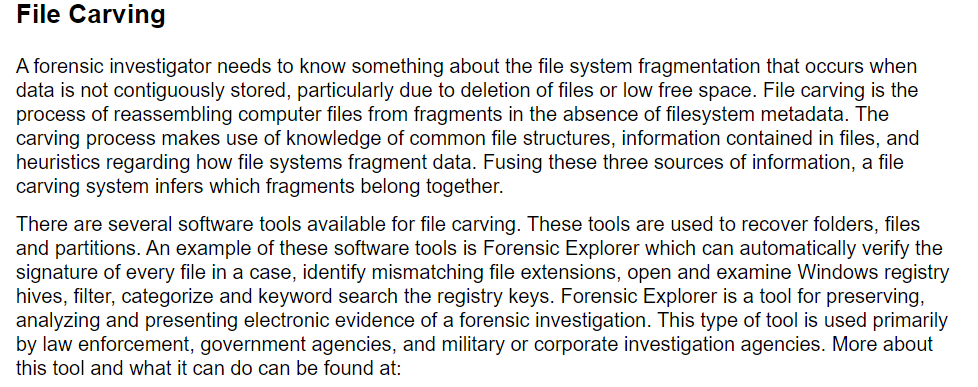 File Carving
A forensic investigator needs to know something about the file system fragmentation that occurs when
data is not contiguously stored, particularly due to deletion of files or low free space. File carving is the
process of reassembling computer files from fragments in the absence of filesystem metadata. The
carving process makes use of knowledge of common file structures, information contained in files, and
heuristics regarding how file systems fragment data. Fusing these three sources of information, a file
carving system infers which fragments belong together.
There are several software tools available for file carving. These tools are used to recover folders, files
and partitions. An example of these software tools is Forensic Explorer which can automatically verify the
signature of every file in a case, identify mismatching file extensions, open and examine Windows registry
hives, filter, categorize and keyword search the registry keys. Forensic Explorer is a tool for preserving,
analyzing and presenting electronic evidence of a forensic investigation. This type of tool is used primarily
by law enforcement, government agencies, and military or corporate investigation agencies. More about
this tool and what it can do can be found at: